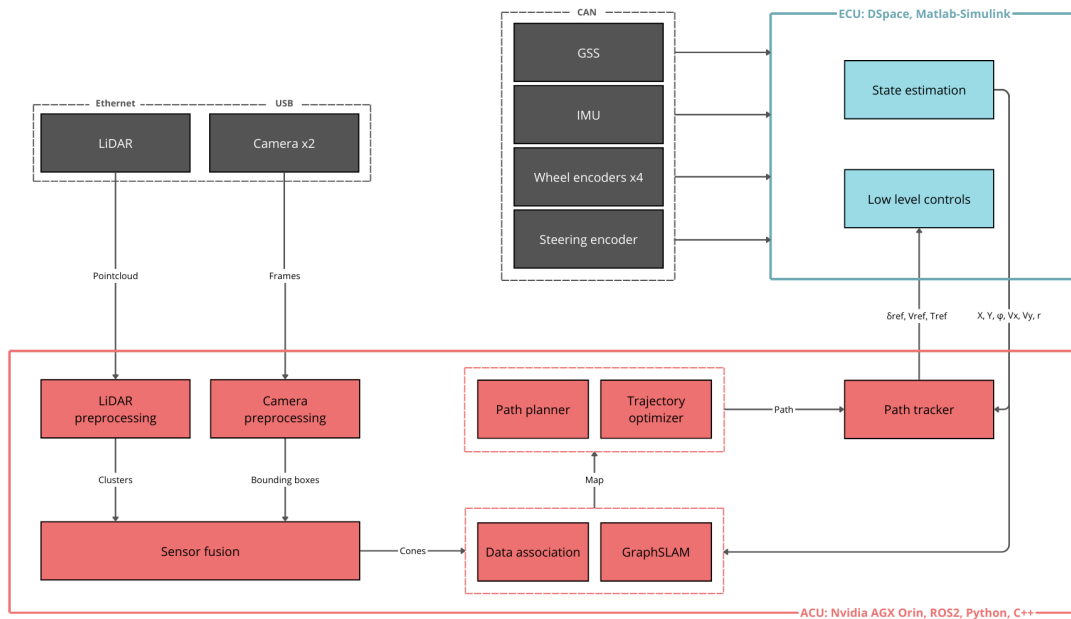 CAN
ECU: DSpace, Matlab-Simulink
GSS
State estimation
IMU
Ethernet
USB
LiDAR
Camera x2
Wheel encoders x4
Low level controls
Steering encoder
Pointcloud
Frames
δref, Vref, Tref
X, Y, φ, Vx, Vy, r
LiDAR
preprocessing
Camera
preprocessing
Path planner
Trajectory
optimizer
Path
Path tracker
Clusters
Bounding boxes
Map
Sensor fusion
Cones
Data association
GraphSLAM
ACU: Nvidia AGX Orin, ROS2, Python, C++